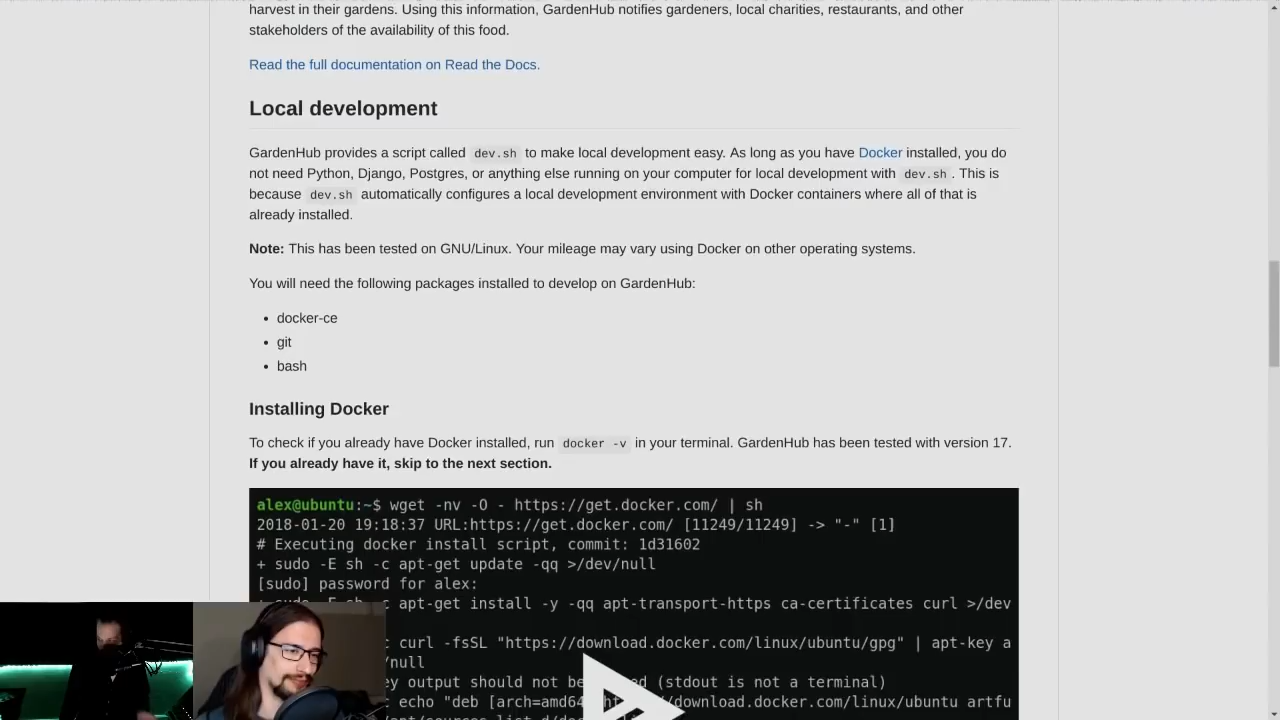 harvest in their gardens. Using this information, GardenHub notifies gardeners, local charities, restaurants, and other
stakeholders of the availability of this food.
Read the full documentation on Read the Docs.
Local development
GardenHub provides a script called dev.sh to make local development easy. As long as you have Docker installed, you do
not need Python, Django, Postgres, or anything else running on your computer for local development with dev.sh . This is
because dev.sh automatically configures a local development environment with Docker containers where all of that is
already installed.
Note: This has been tested on GNU/Linux. Your mileage may vary using Docker on other operating systems.
You will need the following packages installed to develop on GardenHub:
• docker-ce
• git
• bash
Installing Docker
To check if you already have Docker installed, run docker -v in your terminal. GardenHub has been tested with version 17.
If you already have it, skip to the next section.
alex@ubuntu:~$ wget -nv -O - https://get.docker.com/ | sh
2018-01-20 19:18:37 URL:https://get.docker.com/ [11249/11249] -> "-" [1]
# Executing docker install script, commit: 1d31602
+ sudo -E sh -c apt-get update -qq >/dev/null
[sudo] password for alex:
+ sudo -E sh -c apt-get install -y -qq apt-transport-https ca-certificates curl >/dev
c curl -fsSL "https://download.docker.com/linux/ubuntu/gpg" | apt-key a
/null
output should not be (stdout is not a terminal)
c echo "deb [arch=amd64 download.docker.com/linux/ubuntu artfu